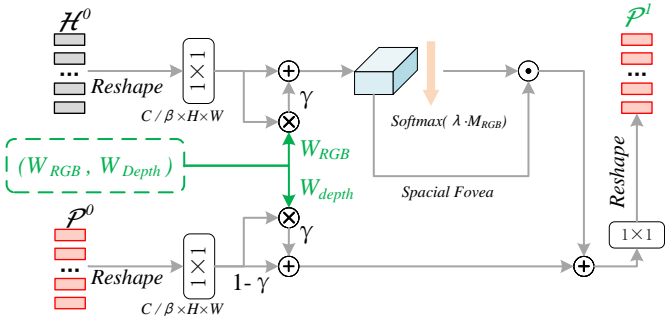 H⁰
...
Reshape
1×1
C / β×H×W
γ
W_RGB
Softmax( λ·M_RGB)
Spacial Fovea
(W_RGB , W_Depth )
W_depth
P⁰
...
Reshape
1×1
C / β×H×W
1- γ
γ
P¹
...
Reshape
1×1